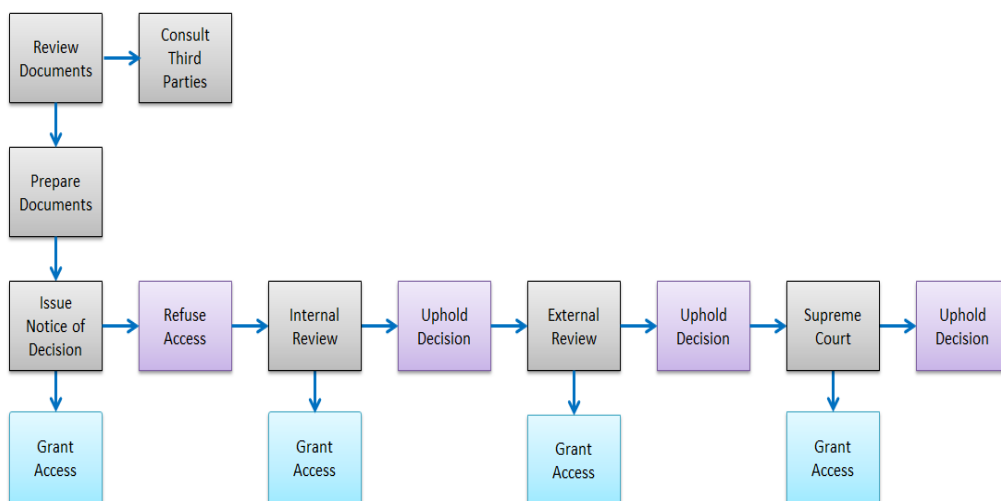 Review
Documents
Consult
Third
Parties
Prepare
Documents
Issue
Notice of
Decision
Refuse
Access
Internal
Review
Uphold
Decision
External
Review
Uphold
Decision
Supreme
Court
Uphold
Decision
Grant
Access
Grant
Access
Grant
Access
Grant
Access